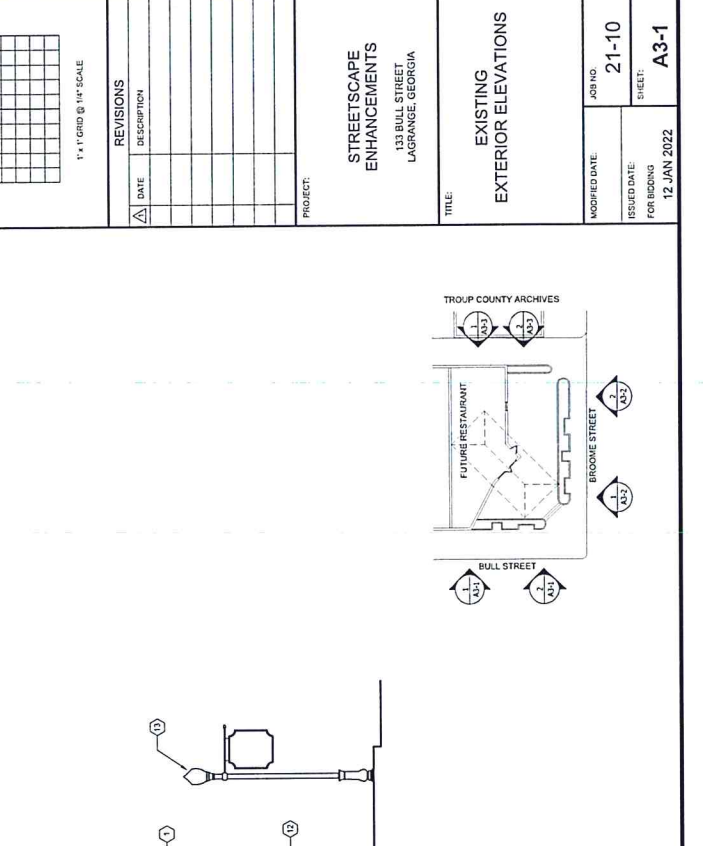 1' x 1' GRID @ 1/4" SCALE
REVISIONS
DATE DESCRIPTION
PROJECT:
STREETSCAPE
ENHANCEMENTS
133 BULL STREET
LAGRANGE, GEORGIA
TITLE:
EXISTING
EXTERIOR ELEVATIONS
MODIFIED DATE:
JOB NO.
21-10
ISSUED DATE:
FOR BIDDING
12 JAN 2022
SHEET:
A3-1
TROUP COUNTY ARCHIVES
1
A3-3
2
A3-3
FUTURE RESTAURANT
BROOME STREET
1
A3-2
2
A3-2
BULL STREET
1
A3-1
2
A3-1
13
1
12